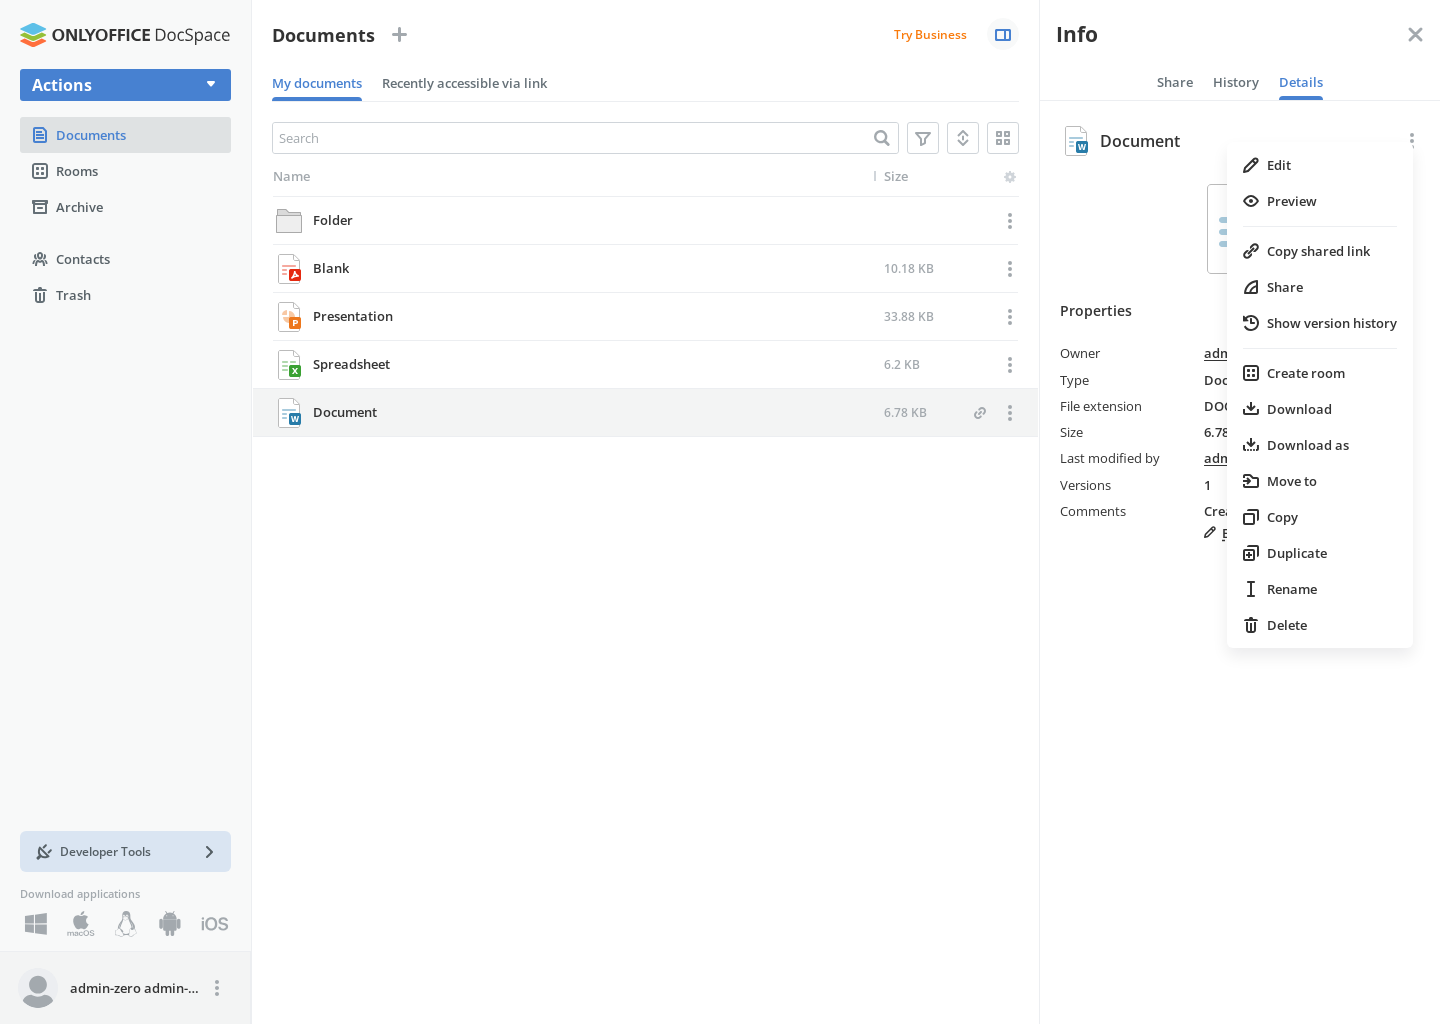 ONLYOFFICE DocSpace
Actions
Documents
Rooms
Archive
Contacts
Trash
Developer Tools
Download applications
macOS
iOS
admin-zero admin-...
Documents
Try Business
My documents
Recently accessible via link
Search
Name
Size
Folder
Blank
10.18 KB
Presentation
P
33.88 KB
Spreadsheet
X
6.2 KB
Document
W
6.78 KB
Info
Share
History
Details
W
Document
Properties
Owner
adm
Type
Doc
File extension
DOC
Size
6.78
Last modified by
adm
Versions
1
Comments
Crea
Edit
Preview
Copy shared link
Share
Show version history
Create room
Download
Download as
Move to
Copy
Duplicate
Rename
Delete